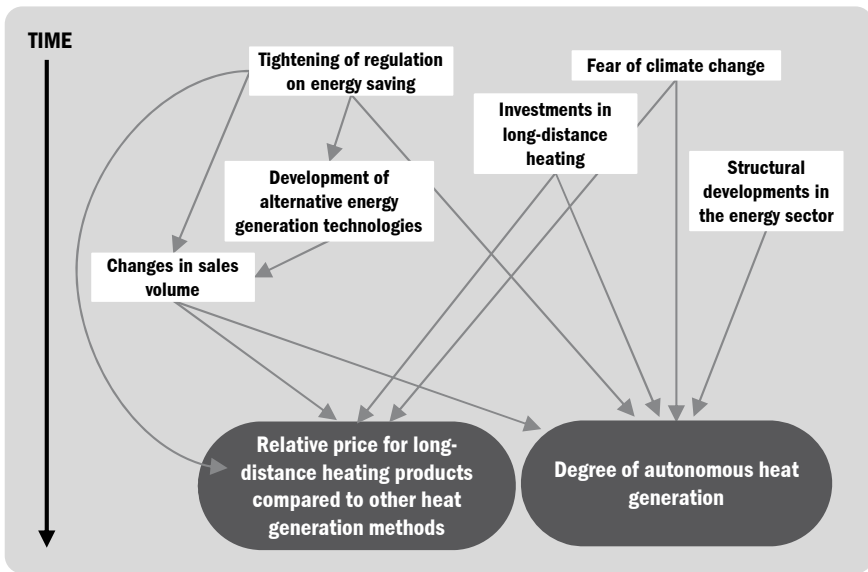 TIME
Tightening of regulation
on energy saving
Fear of climate change
Investments in
long-distance
heating
Development of
alternative energy
generation technologies
Structural
developments in
the energy sector
Changes in sales
volume
Relative price for long-
distance heating products
compared to other heat
generation methods
Degree of autonomous heat
generation